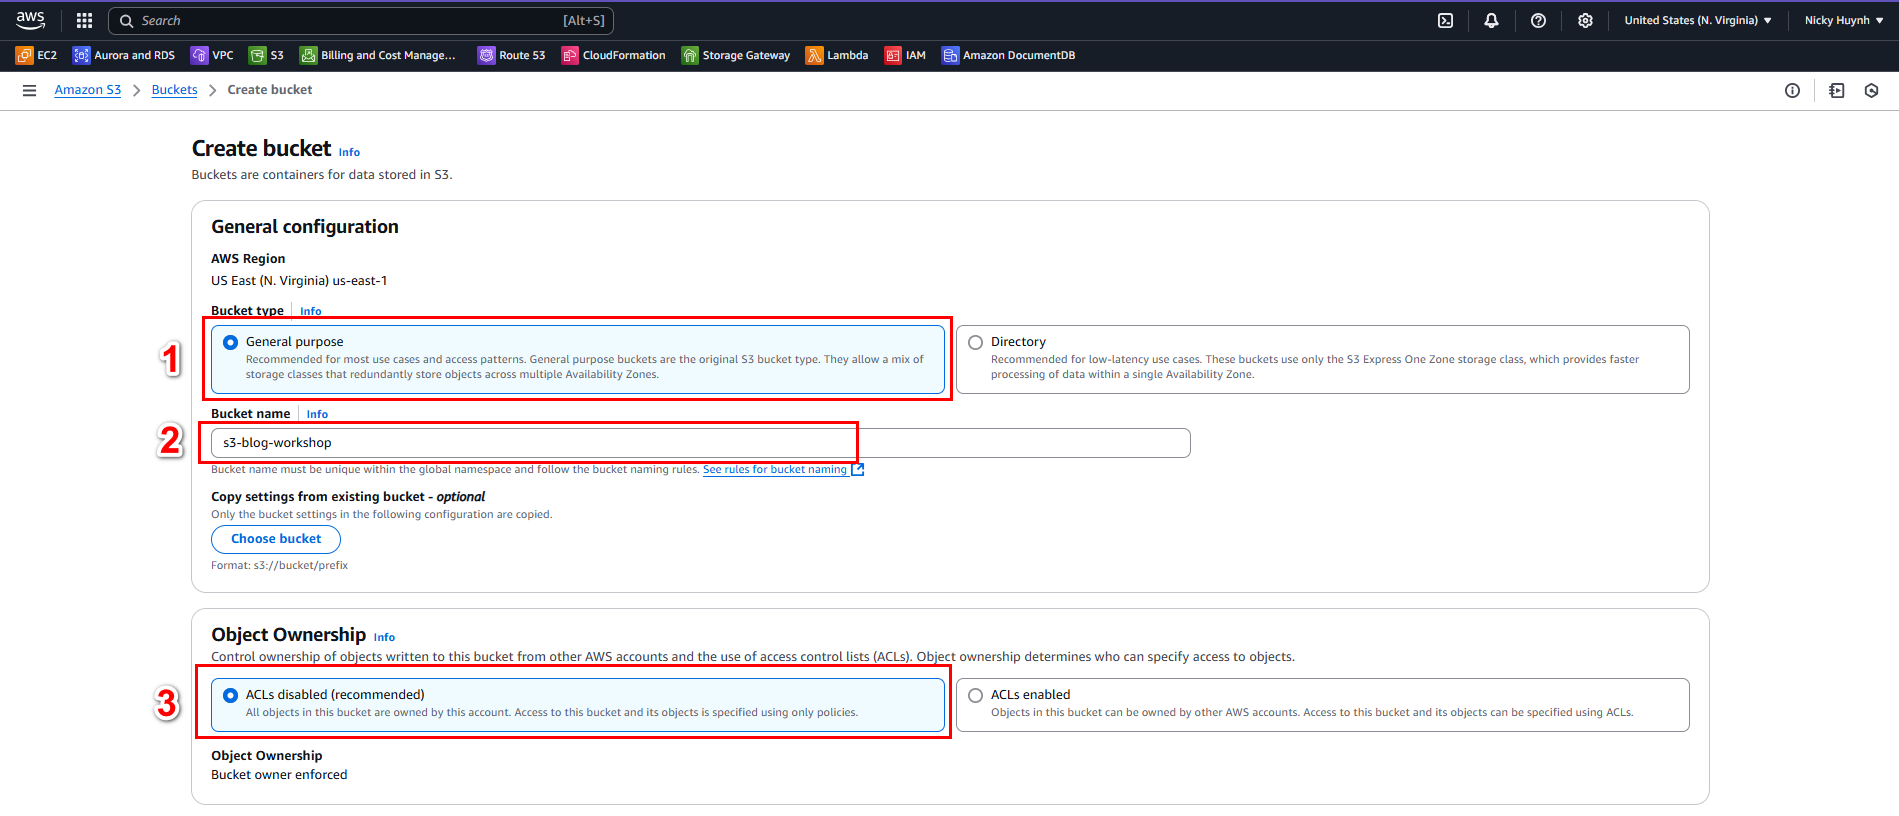 aws
Search
[Alt+S]
United States (N. Virginia)
Nicky Huynh
EC2
Aurora and RDS
VPC
S3
Billing and Cost Manage...
Route 53
CloudFormation
Storage Gateway
Lambda
IAM
Amazon DocumentDB
Amazon S3
Buckets
Create bucket
Create bucket Info
Buckets are containers for data stored in S3.
General configuration
AWS Region
US East (N. Virginia) us-east-1
Bucket type Info
1
General purpose
Recommended for most use cases and access patterns. General purpose buckets are the original S3 bucket type. They allow a mix of
storage classes that redundantly store objects across multiple Availability Zones.
Directory
Recommended for low-latency use cases. These buckets use only the S3 Express One Zone storage class, which provides faster
processing of data within a single Availability Zone.
Bucket name Info
2
s3-blog-workshop
Bucket name must be unique within the global namespace and follow the bucket naming rules. See rules for bucket naming
Copy settings from existing bucket - optional
Only the bucket settings in the following configuration are copied.
Choose bucket
Format: s3://bucket/prefix
Object Ownership Info
Control ownership of objects written to this bucket from other AWS accounts and the use of access control lists (ACLs). Object ownership determines who can specify access to objects.
3
ACLs disabled (recommended)
All objects in this bucket are owned by this account. Access to this bucket and its objects is specified using only policies.
ACLs enabled
Objects in this bucket can be owned by other AWS accounts. Access to this bucket and its objects can be specified using ACLs.
Object Ownership
Bucket owner enforced